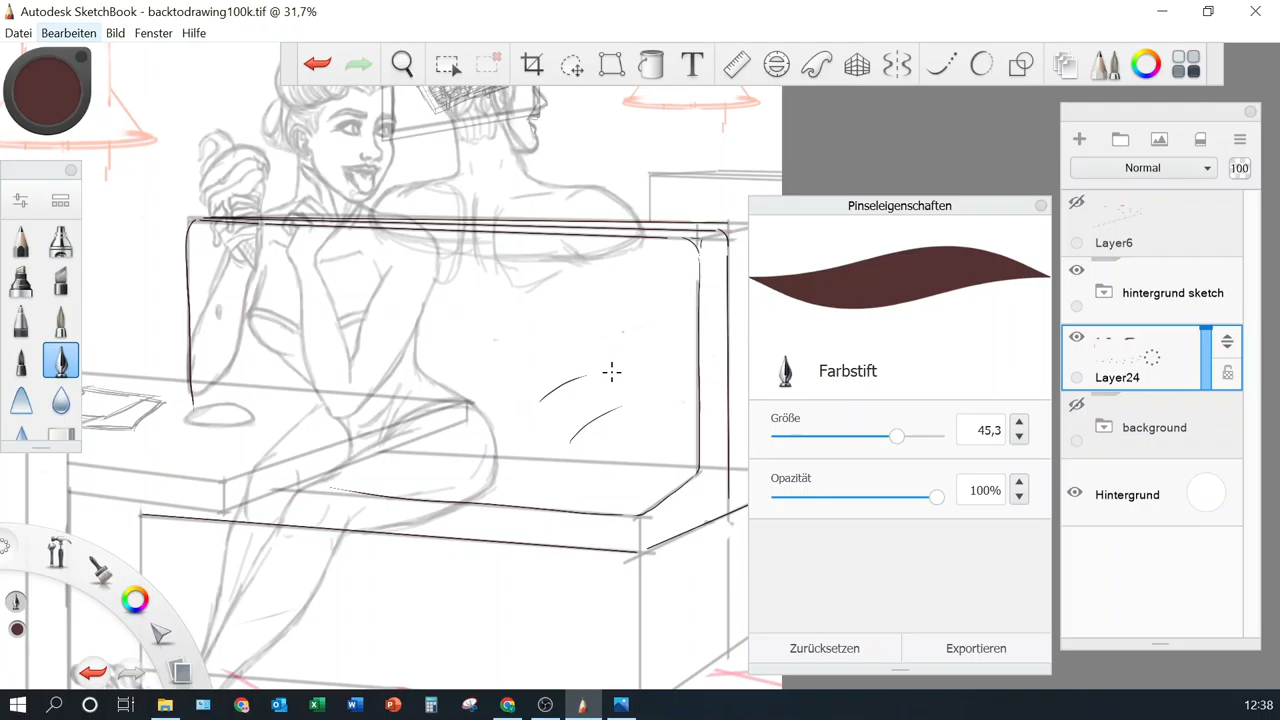 Autodesk SketchBook - backtodrawing100k.tif @ 31,7%
Datei Bearbeiten Bild Fenster Hilfe
T
Normal 100
Pinseleigenschaften
Layer6
hintergrund sketch
Farbstift
Layer24
Größe
45,3
background
Opazität
100%
Hintergrund
Zurücksetzen Exportieren
12:38